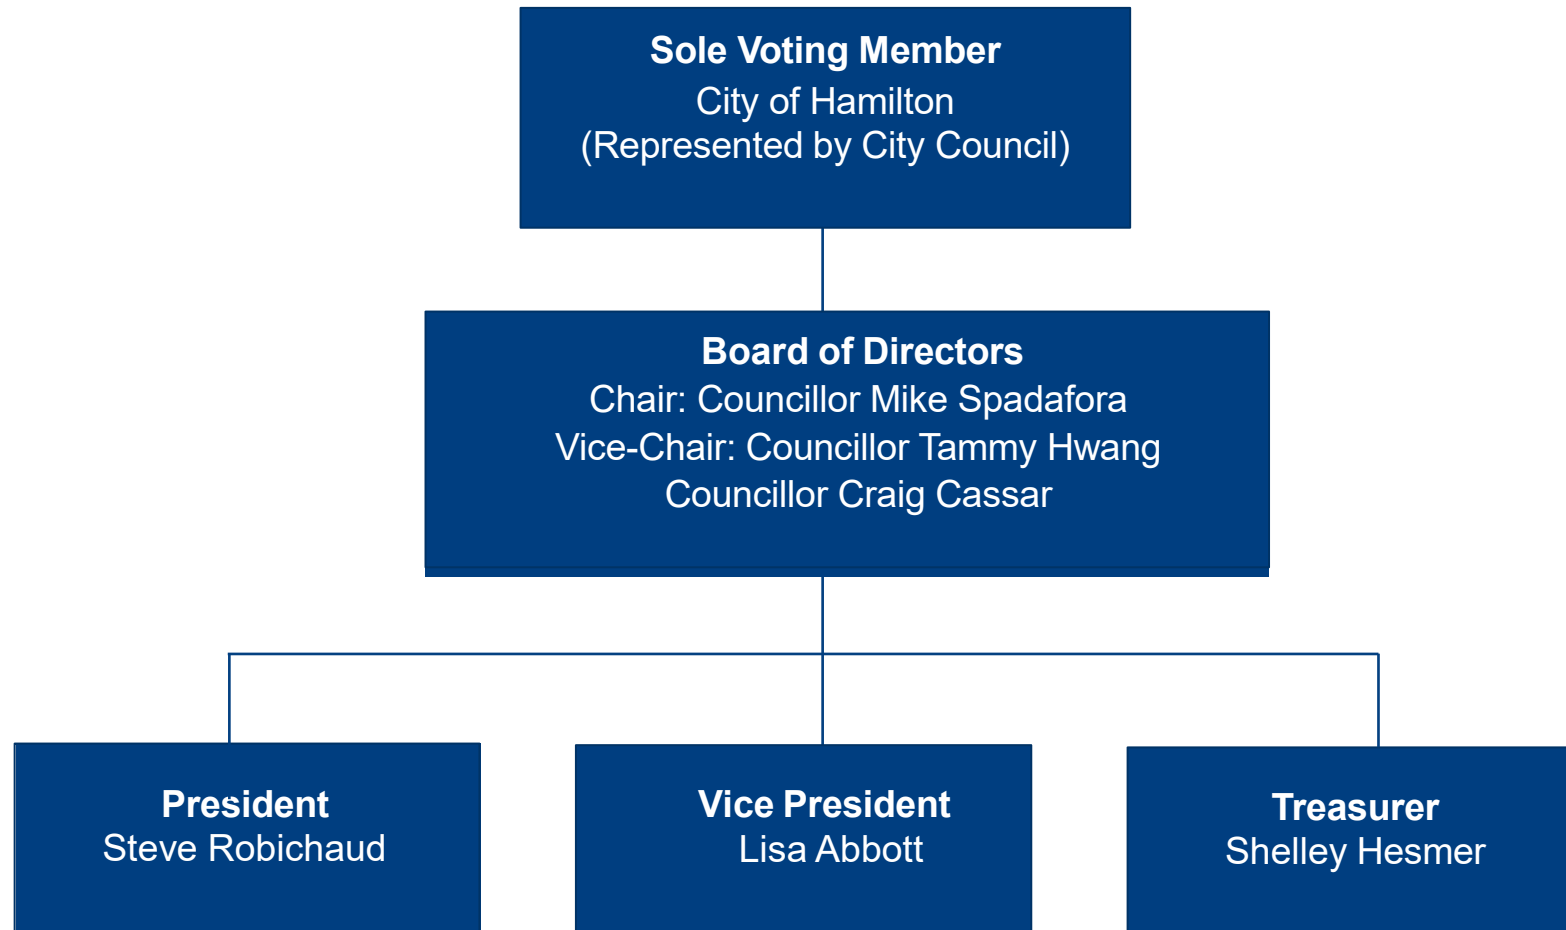 Sole Voting Member
City of Hamilton
(Represented by City Council)
Board of Directors
Chair: Councillor Mike Spadafora
Vice-Chair: Councillor Tammy Hwang
Councillor Craig Cassar
President
Steve Robichaud
Vice President
Lisa Abbott
Treasurer
Shelley Hesmer